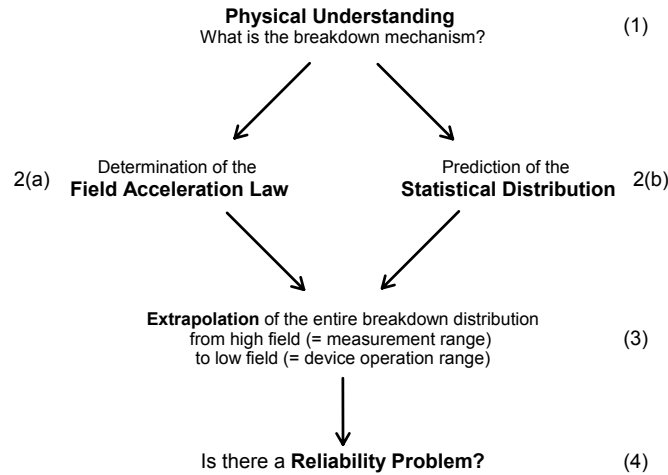 Physical Understanding
What is the breakdown mechanism?
(1)
2(a)
Determination of the
Field Acceleration Law
Prediction of the
Statistical Distribution
2(b)
Extrapolation of the entire breakdown distribution
from high field (= measurement range)
to low field (= device operation range)
(3)
Is there a Reliability Problem?
(4)